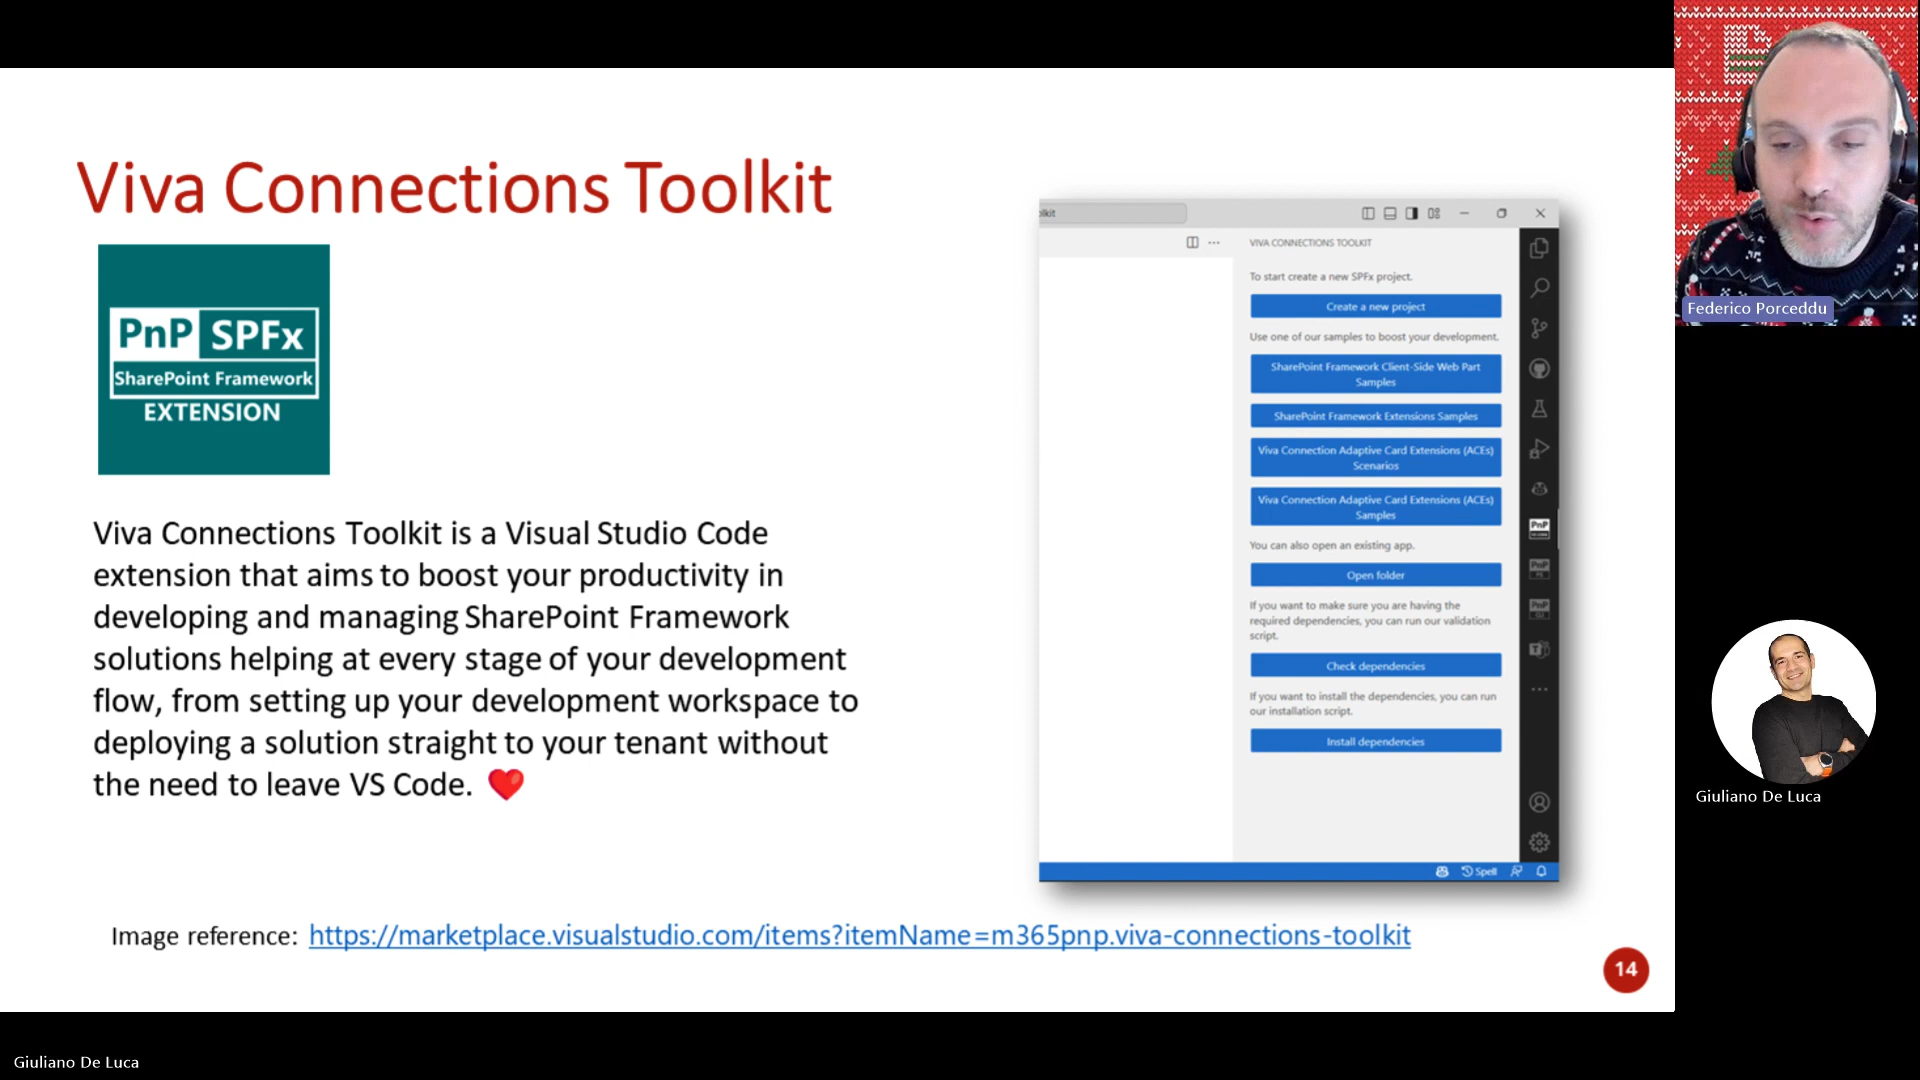 Viva Connections Toolkit
PnP SPFx
SharePoint Framework
EXTENSION
Viva Connections Toolkit is a Visual Studio Code
extension that aims to boost your productivity in
developing and managing SharePoint Framework
solutions helping at every stage of your development
flow, from setting up your development workspace to
deploying a solution straight to your tenant without
the need to leave VS Code.
olkit
VIVA CONNECTIONS TOOLKIT
To start create a new SPFx project.
Create a new project
Use one of our samples to boost your development.
SharePoint Framework Client-Side Web Part
Samples
SharePoint Framework Extensions Samples
Viva Connection Adaptive Card Extensions (ACEs)
Scenarios
Viva Connection Adaptive Card Extensions (ACEs)
Samples
You can also open an existing app.
Open folder
If you want to make sure you are having the
required dependencies, you can run our validation
script.
Check dependencies
If you want to install the dependencies, you can run
our installation script.
Install dependencies
PnP
PnP
PnP
Spell
Image reference: https://marketplace.visualstudio.com/items?itemName=m365pnp.viva-connections-toolkit
14
Federico Porceddu
Giuliano De Luca
Giuliano De Luca